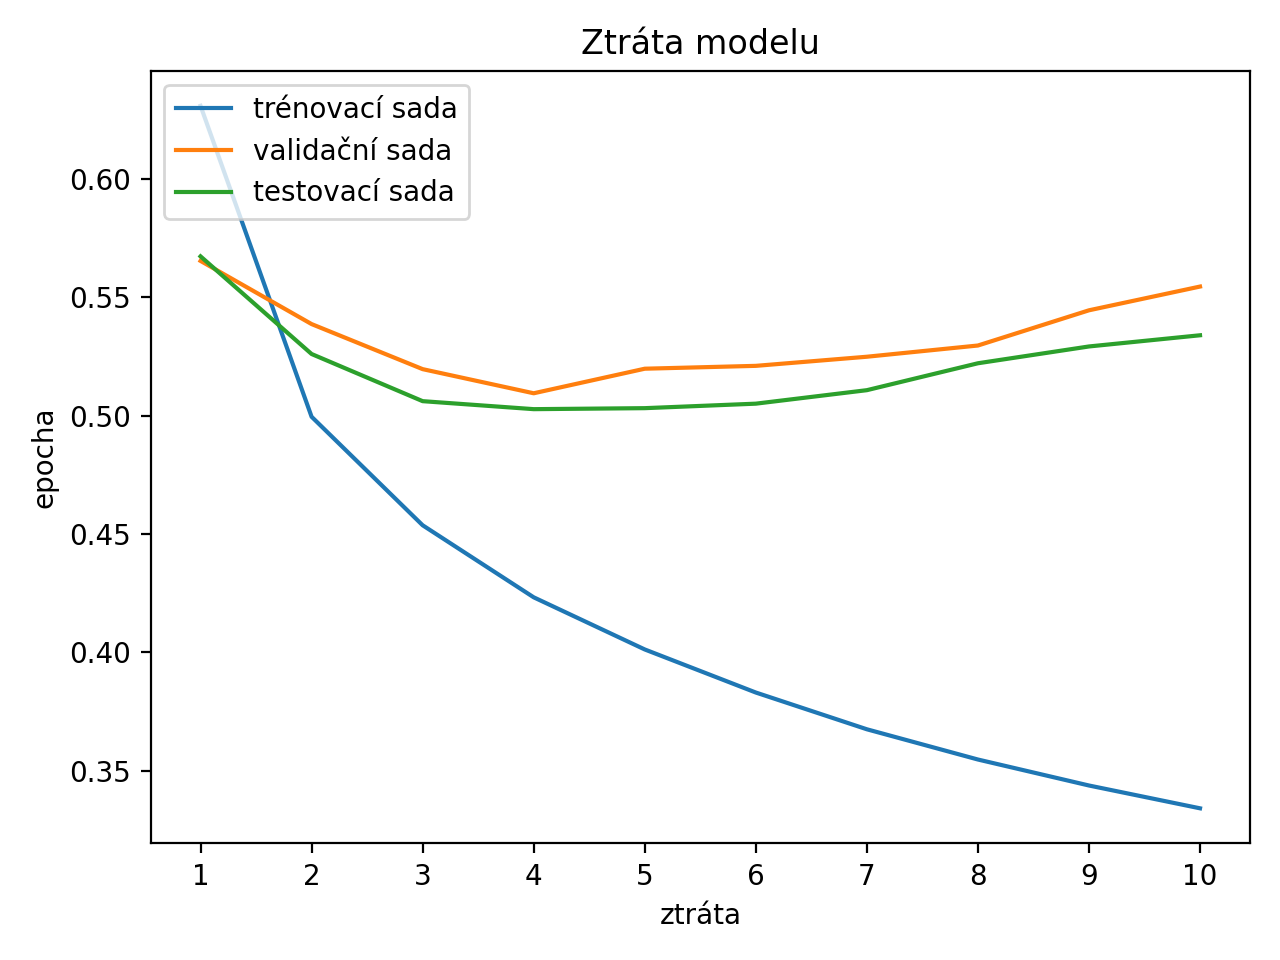 Ztráta modelu
trénovací sada
validační sada
testovací sada
0.60
0.55
0.50
0.45
0.40
0.35
epocha
1 2 3 4 5 6 7 8 9 10
ztráta